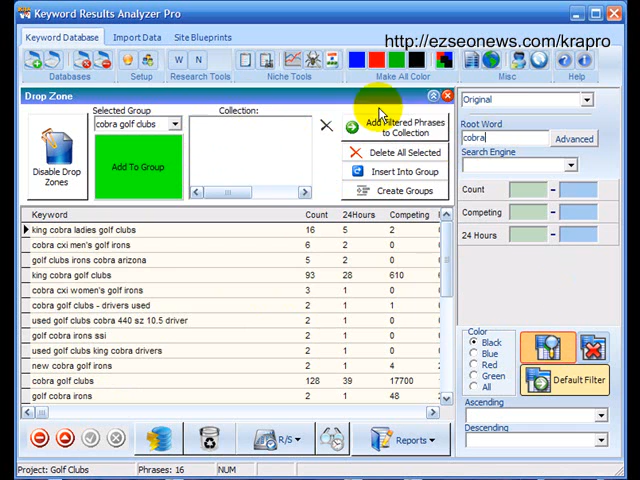 Keyword Results Analyzer Pro
http://ezseonews.com/krapro
Keyword Database
Import Data
Site Blueprints
W N
Databases
Setup
Research Tools
Niche Tools
Make All Color
Misc
Help
Drop Zone
Selected Group
Collection:
cobra golf clubs
Disable Drop Zones
Add To Group
Add Filtered Phrases to Collection
Delete All Selected
Insert Into Group
Create Groups
Original
Root Word
cobra
Advanced
Search Engine
Count
-
Competing
-
24 Hours
-
Keyword Count 24Hours Competing
king cobra ladies golf clubs 16 5 2
cobra cxi men's golf irons 6 2 0
golf clubs irons cobra arizona 5 2 0
king cobra golf clubs 93 28 610
cobra cxi women's golf irons 3 1 0
cobra golf clubs - drivers used 2 1 1
used golf clubs cobra 440 sz 10.5 driver 2 1 0
golf cobra irons ssi 2 1 0
used golf clubs king cobra drivers 2 1 0
new cobra golf irons 2 1 4
cobra golf clubs 128 39 17700
golf cobra irons 2 1 48
Color
Black
Blue
Red
Green
All
Default Filter
Ascending
Descending
R/S
Reports
Project: Golf Clubs
Phrases: 16
NUM